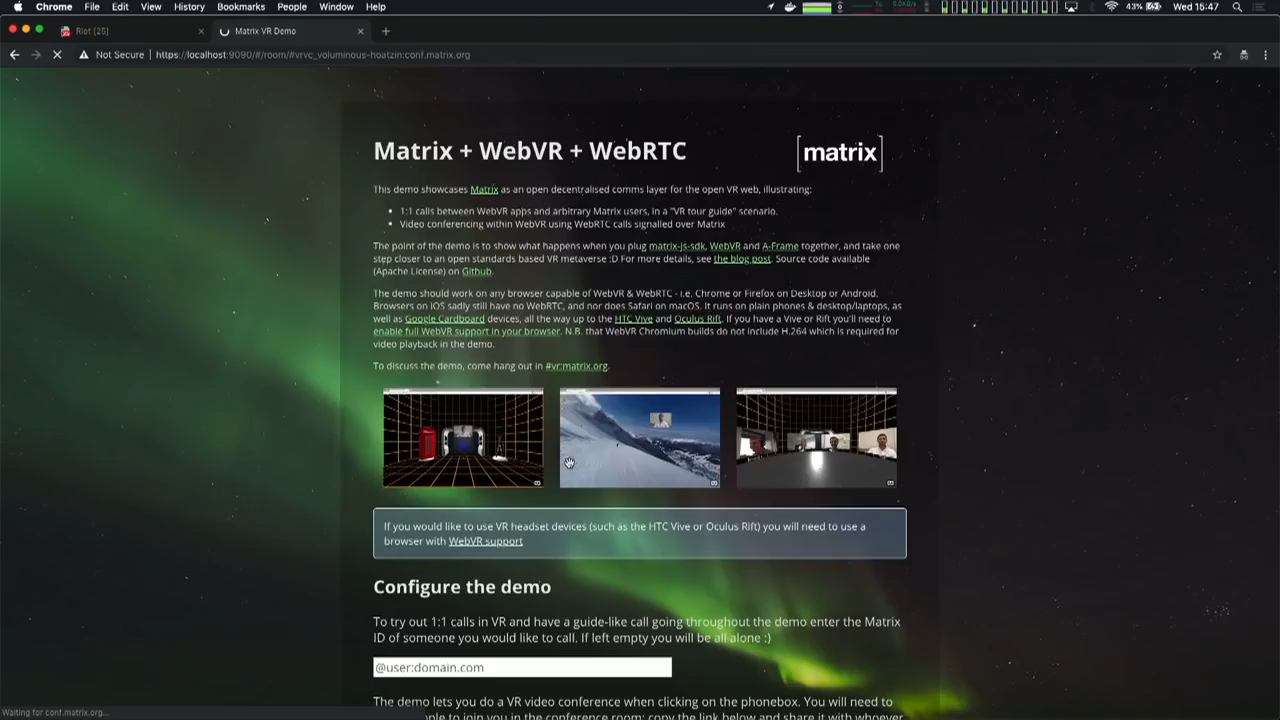 Chrome File Edit View History Bookmarks People Window Help 43% Wed 15:47
Riot [25] Matrix VR Demo
Not Secure https://localhost:9090/#/room/#vrvc_voluminous-hoatzin:conf.matrix.org
Matrix + WebVR + WebRTC
[matrix]
This demo showcases Matrix as an open decentralised comms layer for the open VR web, illustrating:
1:1 calls between WebVR apps and arbitrary Matrix users, in a "VR tour guide" scenario.
Video conferencing within WebVR using WebRTC calls signalled over Matrix
The point of the demo is to show what happens when you plug matrix-js-sdk, WebVR and A-Frame together, and take one
step closer to an open standards based VR metaverse :D For more details, see the blog post. Source code available
(Apache License) on Github.
The demo should work on any browser capable of WebVR & WebRTC - i.e. Chrome or Firefox on Desktop or Android.
Browsers on iOS sadly still have no WebRTC, and nor does Safari on macOS. It runs on plain phones & desktop/laptops, as
well as Google Cardboard devices, all the way up to the HTC Vive and Oculus Rift. If you have a Vive or Rift you'll need to
enable full WebVR support in your browser. N.B. that WebVR Chromium builds do not include H.264 which is required for
video playback in the demo.
To discuss the demo, come hang out in #vr:matrix.org.
If you would like to use VR headset devices (such as the HTC Vive or Oculus Rift) you will need to use a
browser with WebVR support
Configure the demo
To try out 1:1 calls in VR and have a guide-like call going throughout the demo enter the Matrix
ID of someone you would like to call. If left empty you will be all alone :)
@user:domain.com
The demo lets you do a VR video conference when clicking on the phonebox. You will need to
to join you in the conference room: copy the link below and share it with whoever
Waiting for conf.matrix.org...